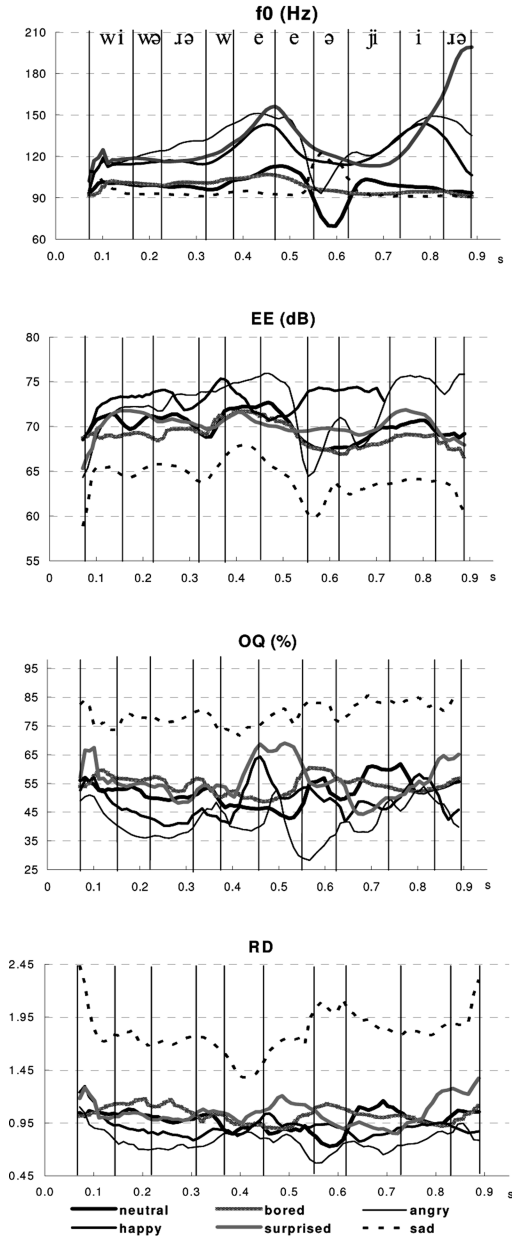 f0 (Hz)
210 wi wə ɹə w e e ə ji i ɹə
180
150
120
90
60
0.0 0.1 0.2 0.3 0.4 0.5 0.6 0.7 0.8 0.9 s
EE (dB)
80
75
70
65
60
55
0.1 0.2 0.3 0.4 0.5 0.6 0.7 0.8 0.9 s
OQ (%)
95
85
75
65
55
45
35
25
0 0.1 0.2 0.3 0.4 0.5 0.6 0.7 0.8 0.9 s
RD
2.45
1.95
1.45
0.95
0.45
0.0 0.1 0.2 0.3 0.4 0.5 0.6 0.7 0.8 0.9 s
neutral bored angry
happy surprised sad